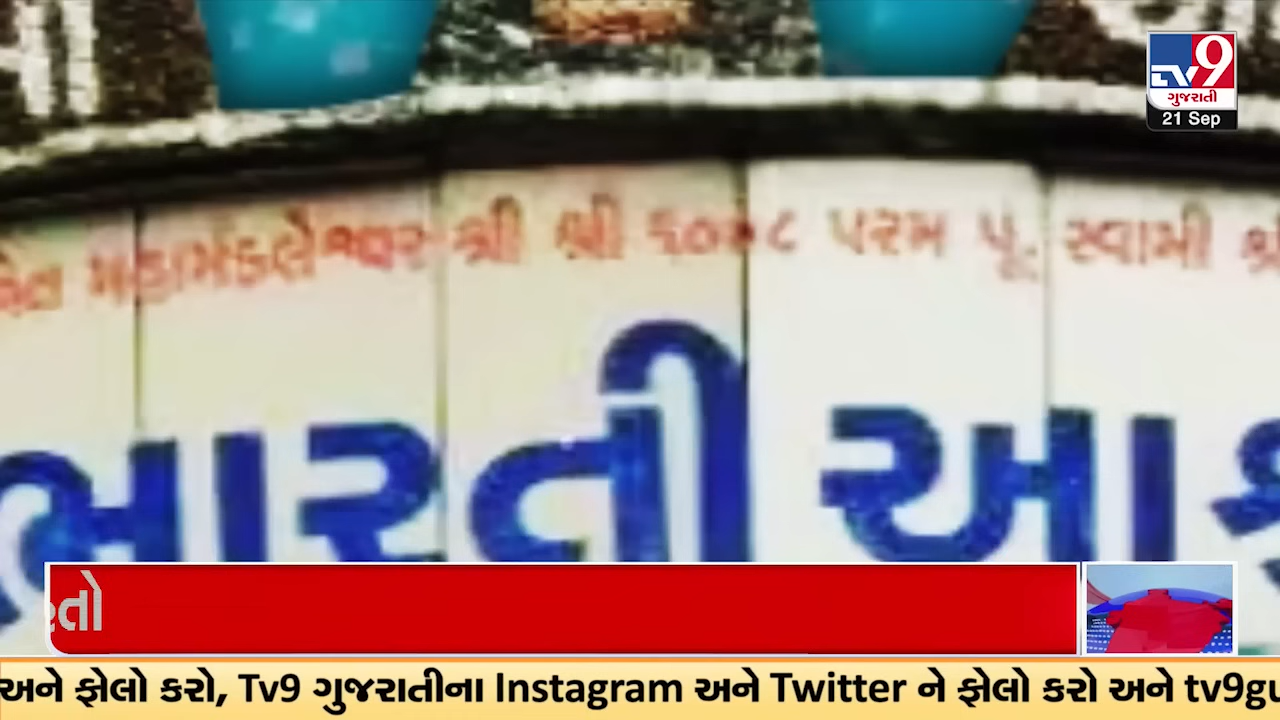 tv9
ગુજરાતી
21 Sep
મહામંડલેશ્વર શ્રી શ્રી ૧૦૦૮ પરમ પૂ. સ્વામી
ભારતી
અને ફોલો કરો, Tv9 ગુજરાતીના Instagram અને Twitter ને ફોલો કરો અને tv9gu